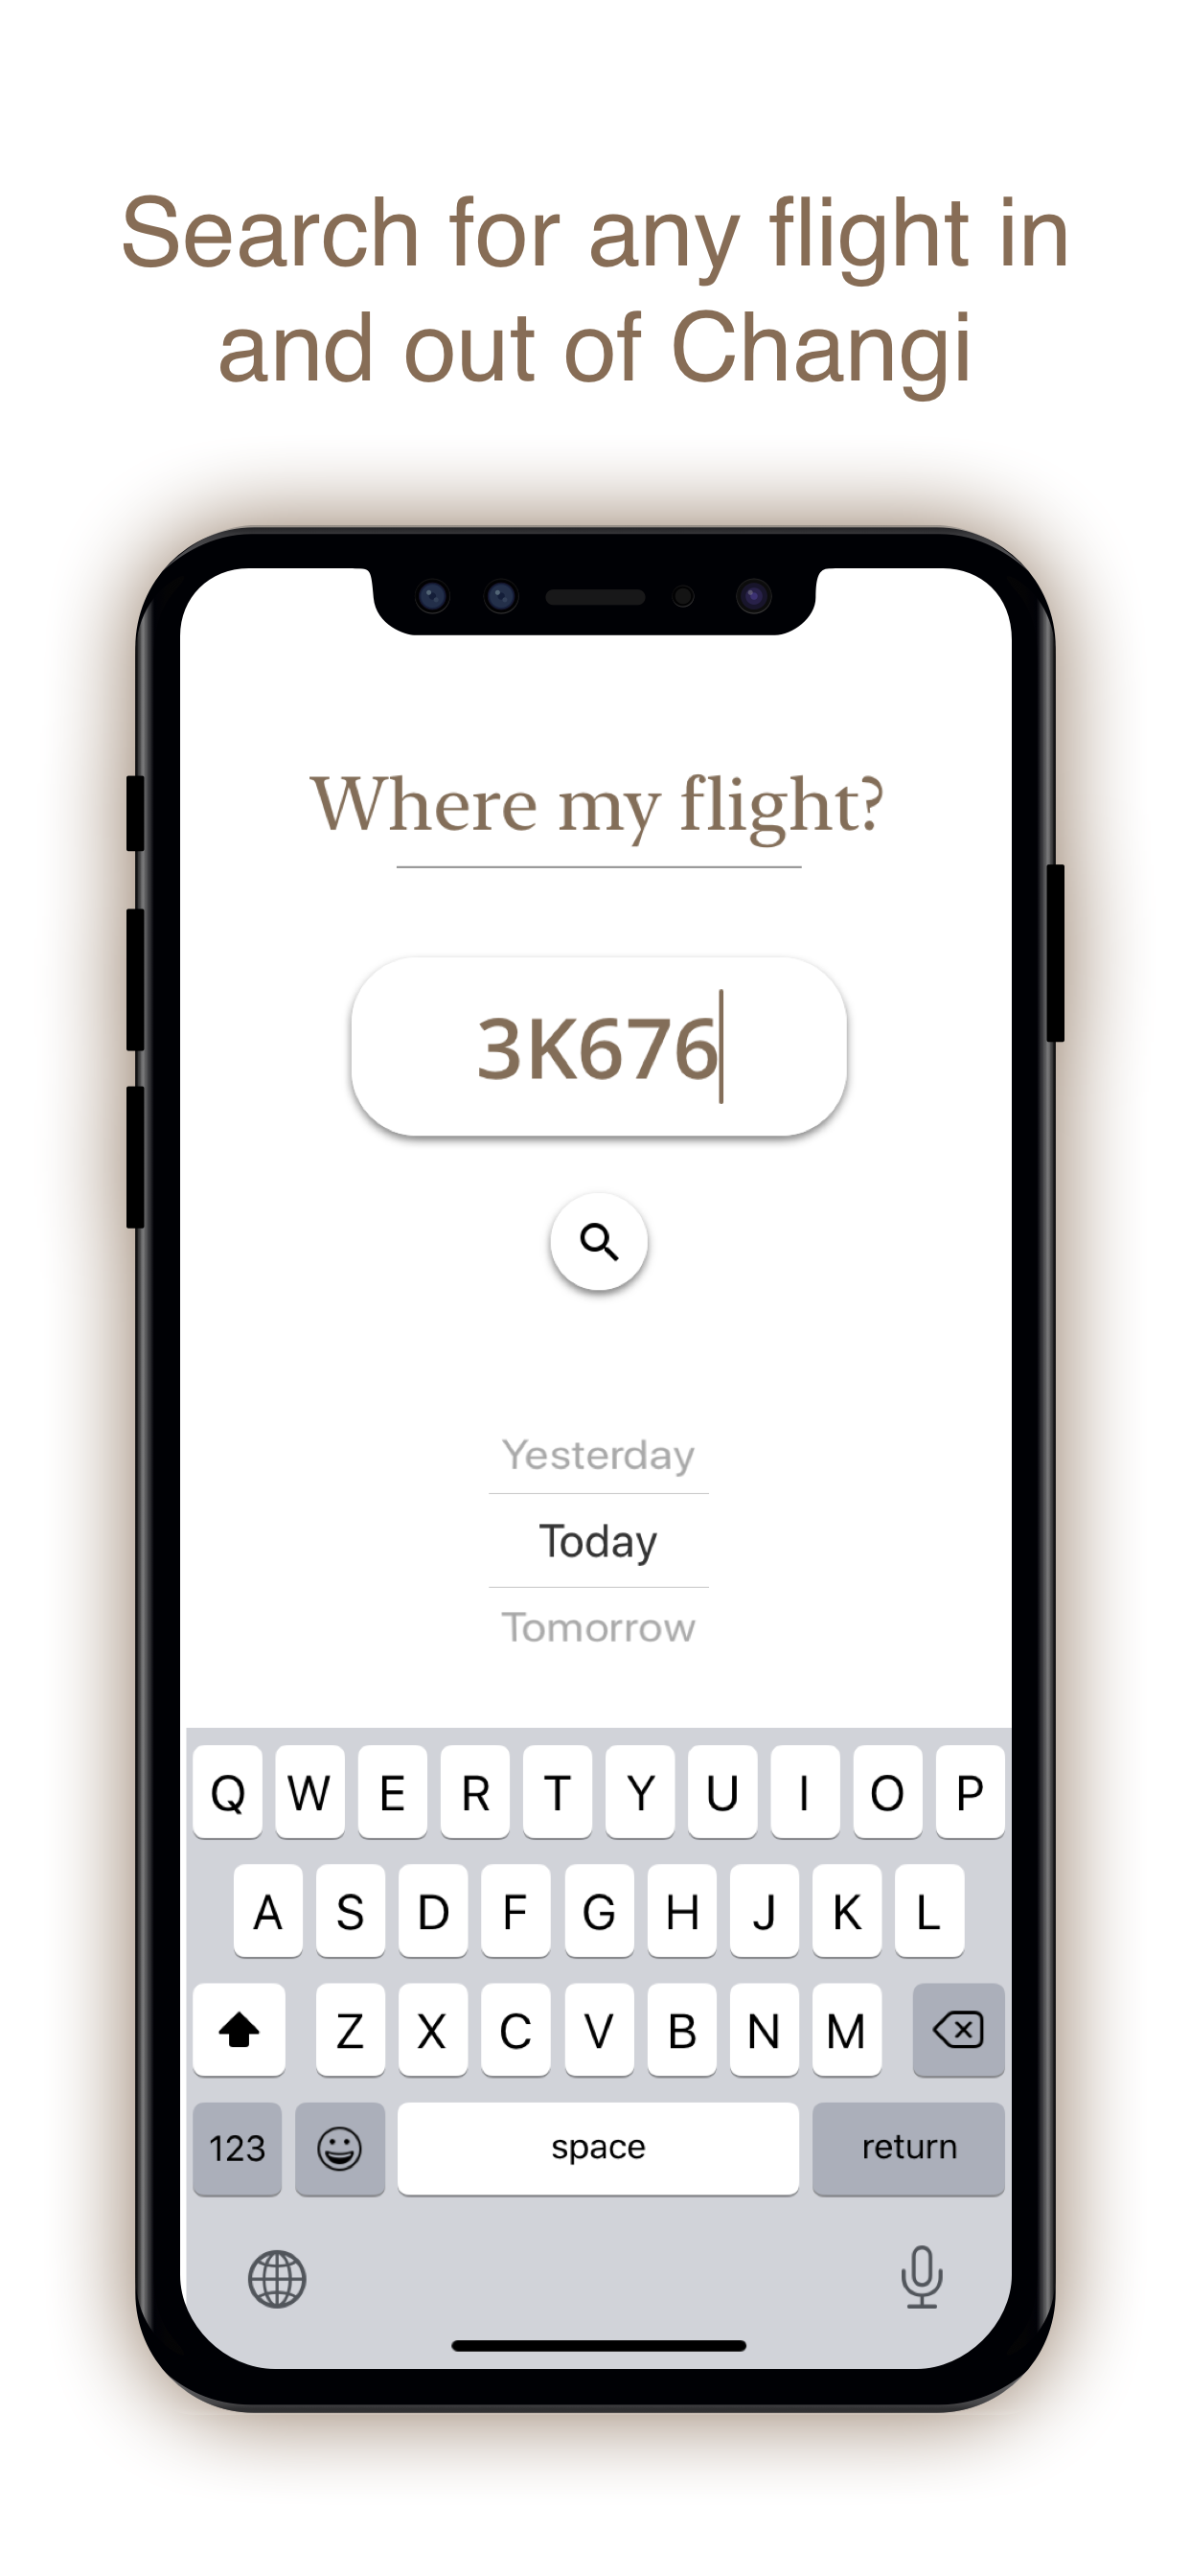 Search for any flight in
and out of Changi
Where my flight?
3K676
Yesterday
Today
Tomorrow
Q W E R T Y U I O P
A S D F G H J K L
Z X C V B N M
123 space return